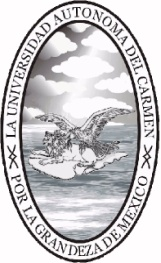 LA UNIVERSIDAD AUTONOMA DEL CARMEN
POR LA GRANDEZA DE MEXICO